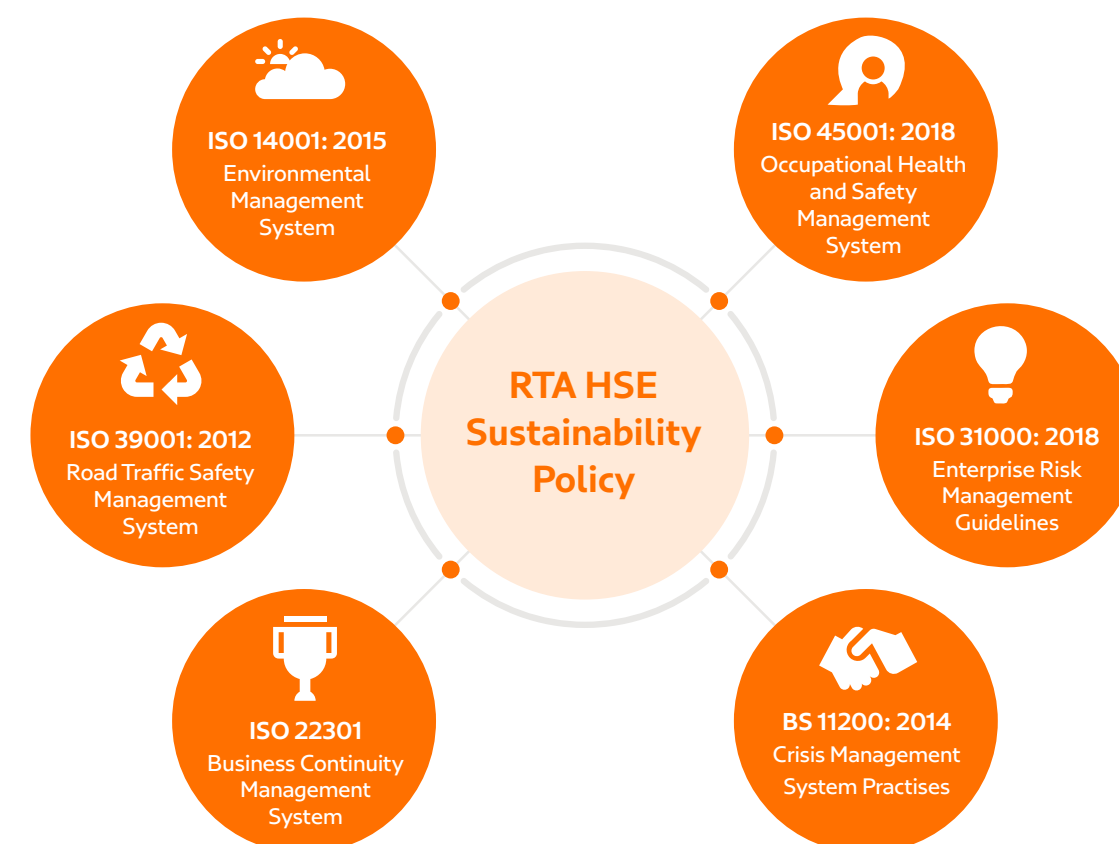 ISO 14001: 2015
Environmental
Management
System
ISO 45001: 2018
Occupational Health
and Safety
Management
System
RTA HSE
Sustainability
Policy
ISO 39001: 2012
Road Traffic Safety
Management
System
ISO 31000: 2018
Enterprise Risk
Management
Guidelines
ISO 22301
Business Continuity
Management
System
BS 11200: 2014
Crisis Management
System Practises